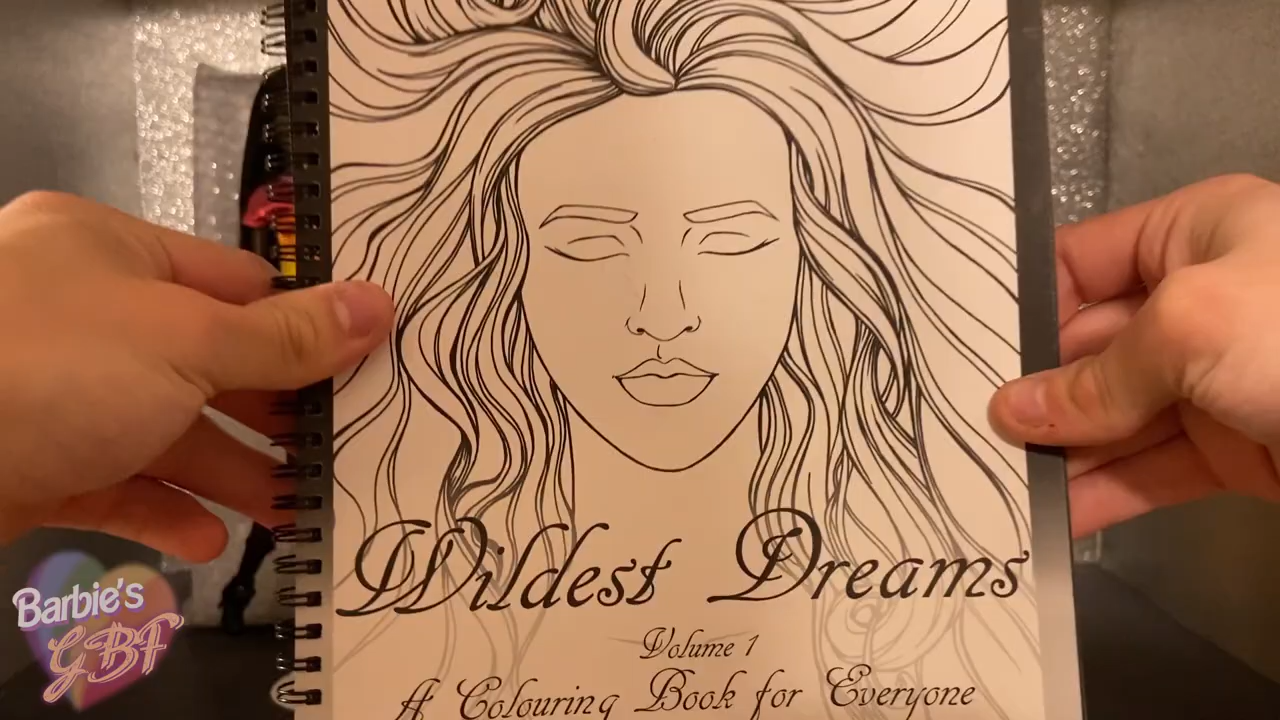 Wildest Dreams
Volume 1
A Colouring Book for Everyone
Barbie's
GBF